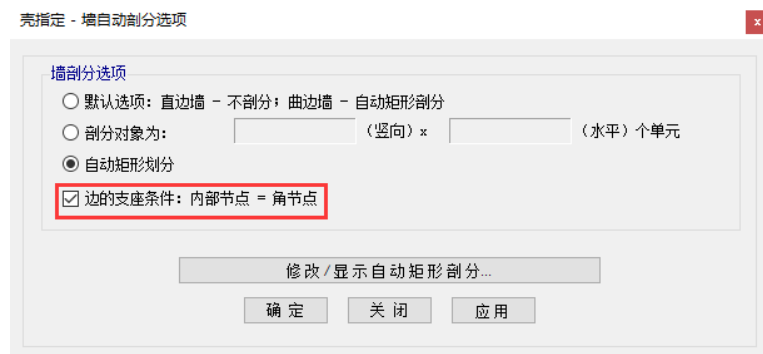 壳指定 - 墙自动剖分选项
x
墙剖分选项
默认选项：直边墙 - 不剖分；曲边墙 - 自动矩形剖分
剖分对象为： （竖向）x （水平）个单元
自动矩形划分
边的支座条件：内部节点 = 角节点
修改/显示自动矩形剖分...
确定 关闭 应用